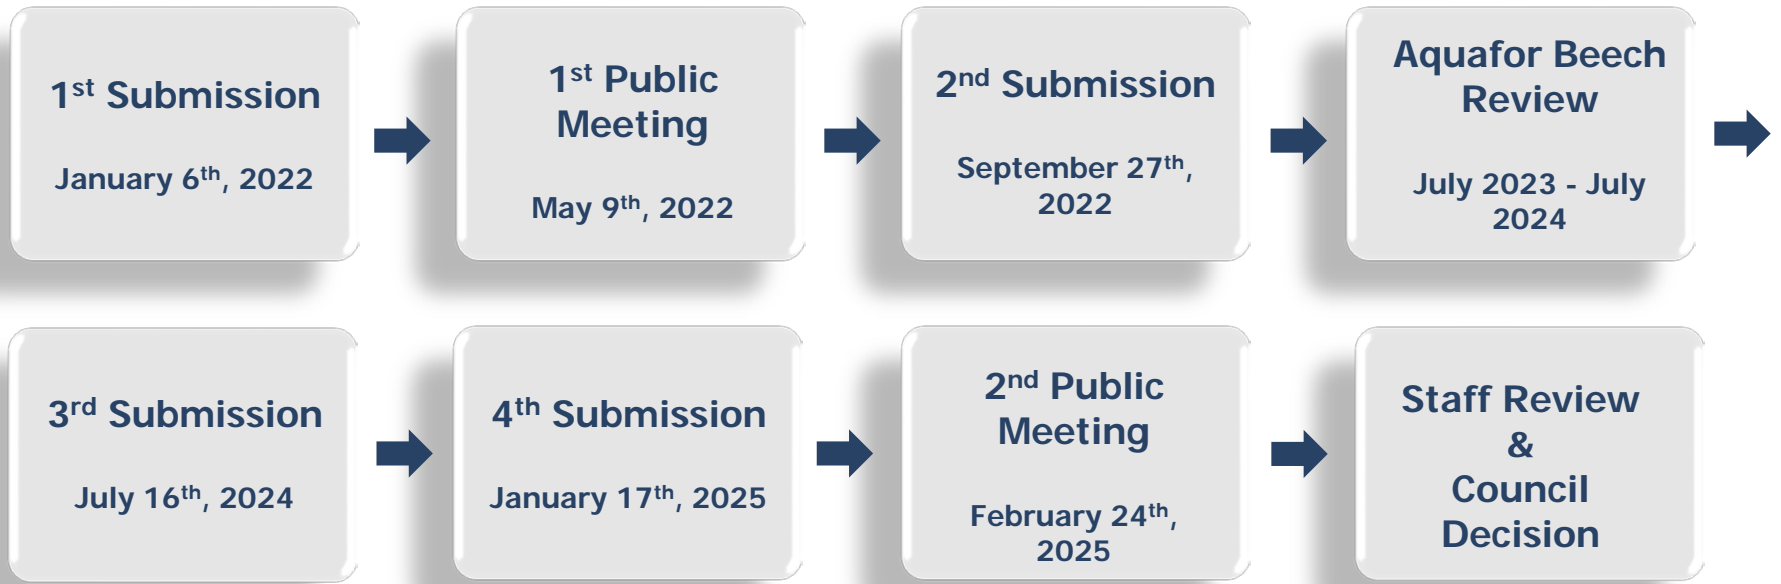 1st Submission
January 6th, 2022
1st Public
Meeting
May 9th, 2022
2nd Submission
September 27th,
2022
Aquafor Beech
Review
July 2023 - July
2024
3rd Submission
July 16th, 2024
4th Submission
January 17th, 2025
2nd Public
Meeting
February 24th,
2025
Staff Review
&
Council
Decision